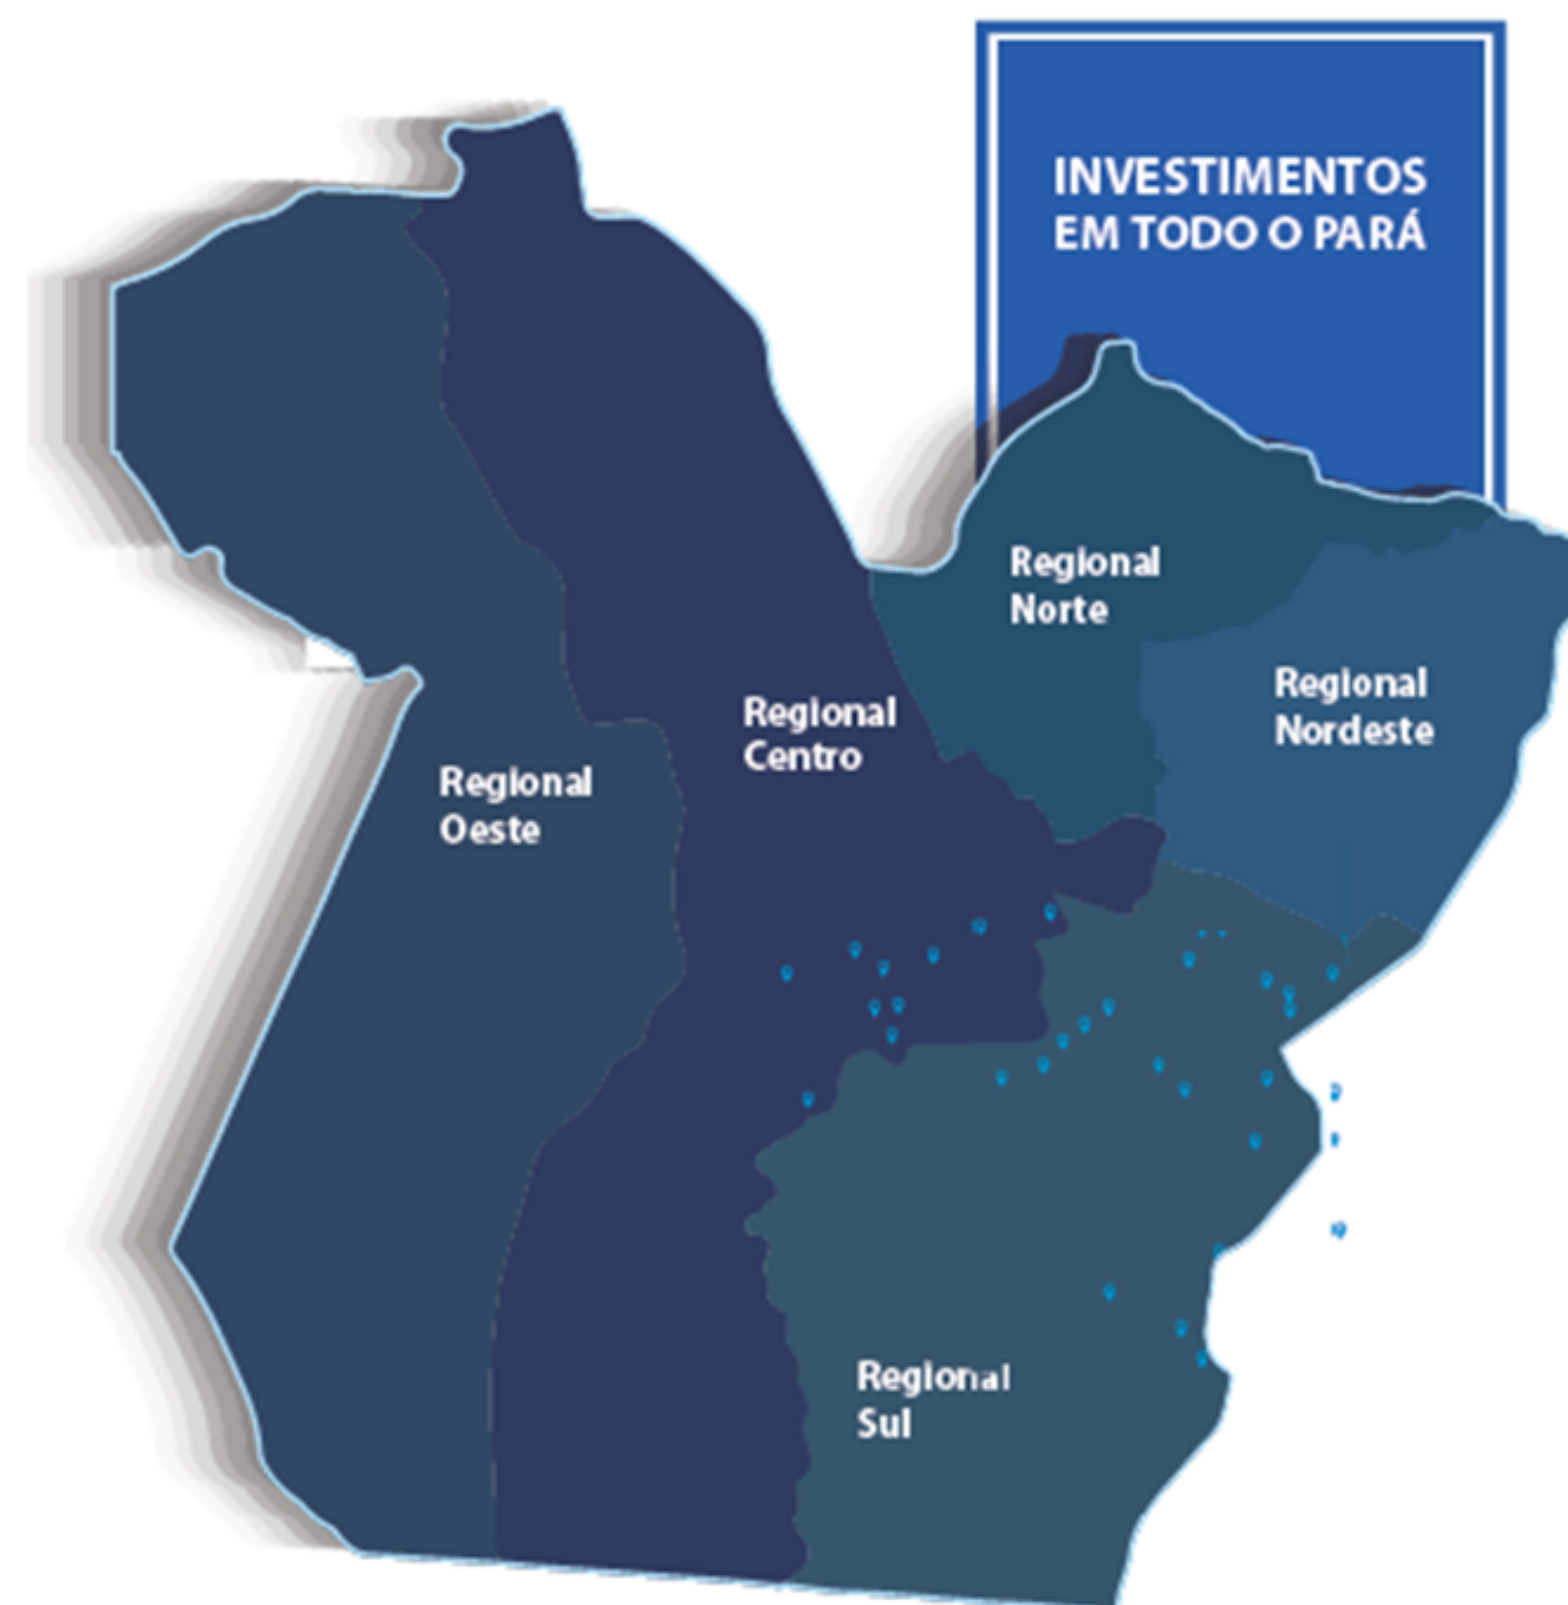 INVESTIMENTOS
EM TODO O PARÁ
Regional
Norte
Regional
Nordeste
Regional
Centro
Regional
Oeste
Regional
Sul